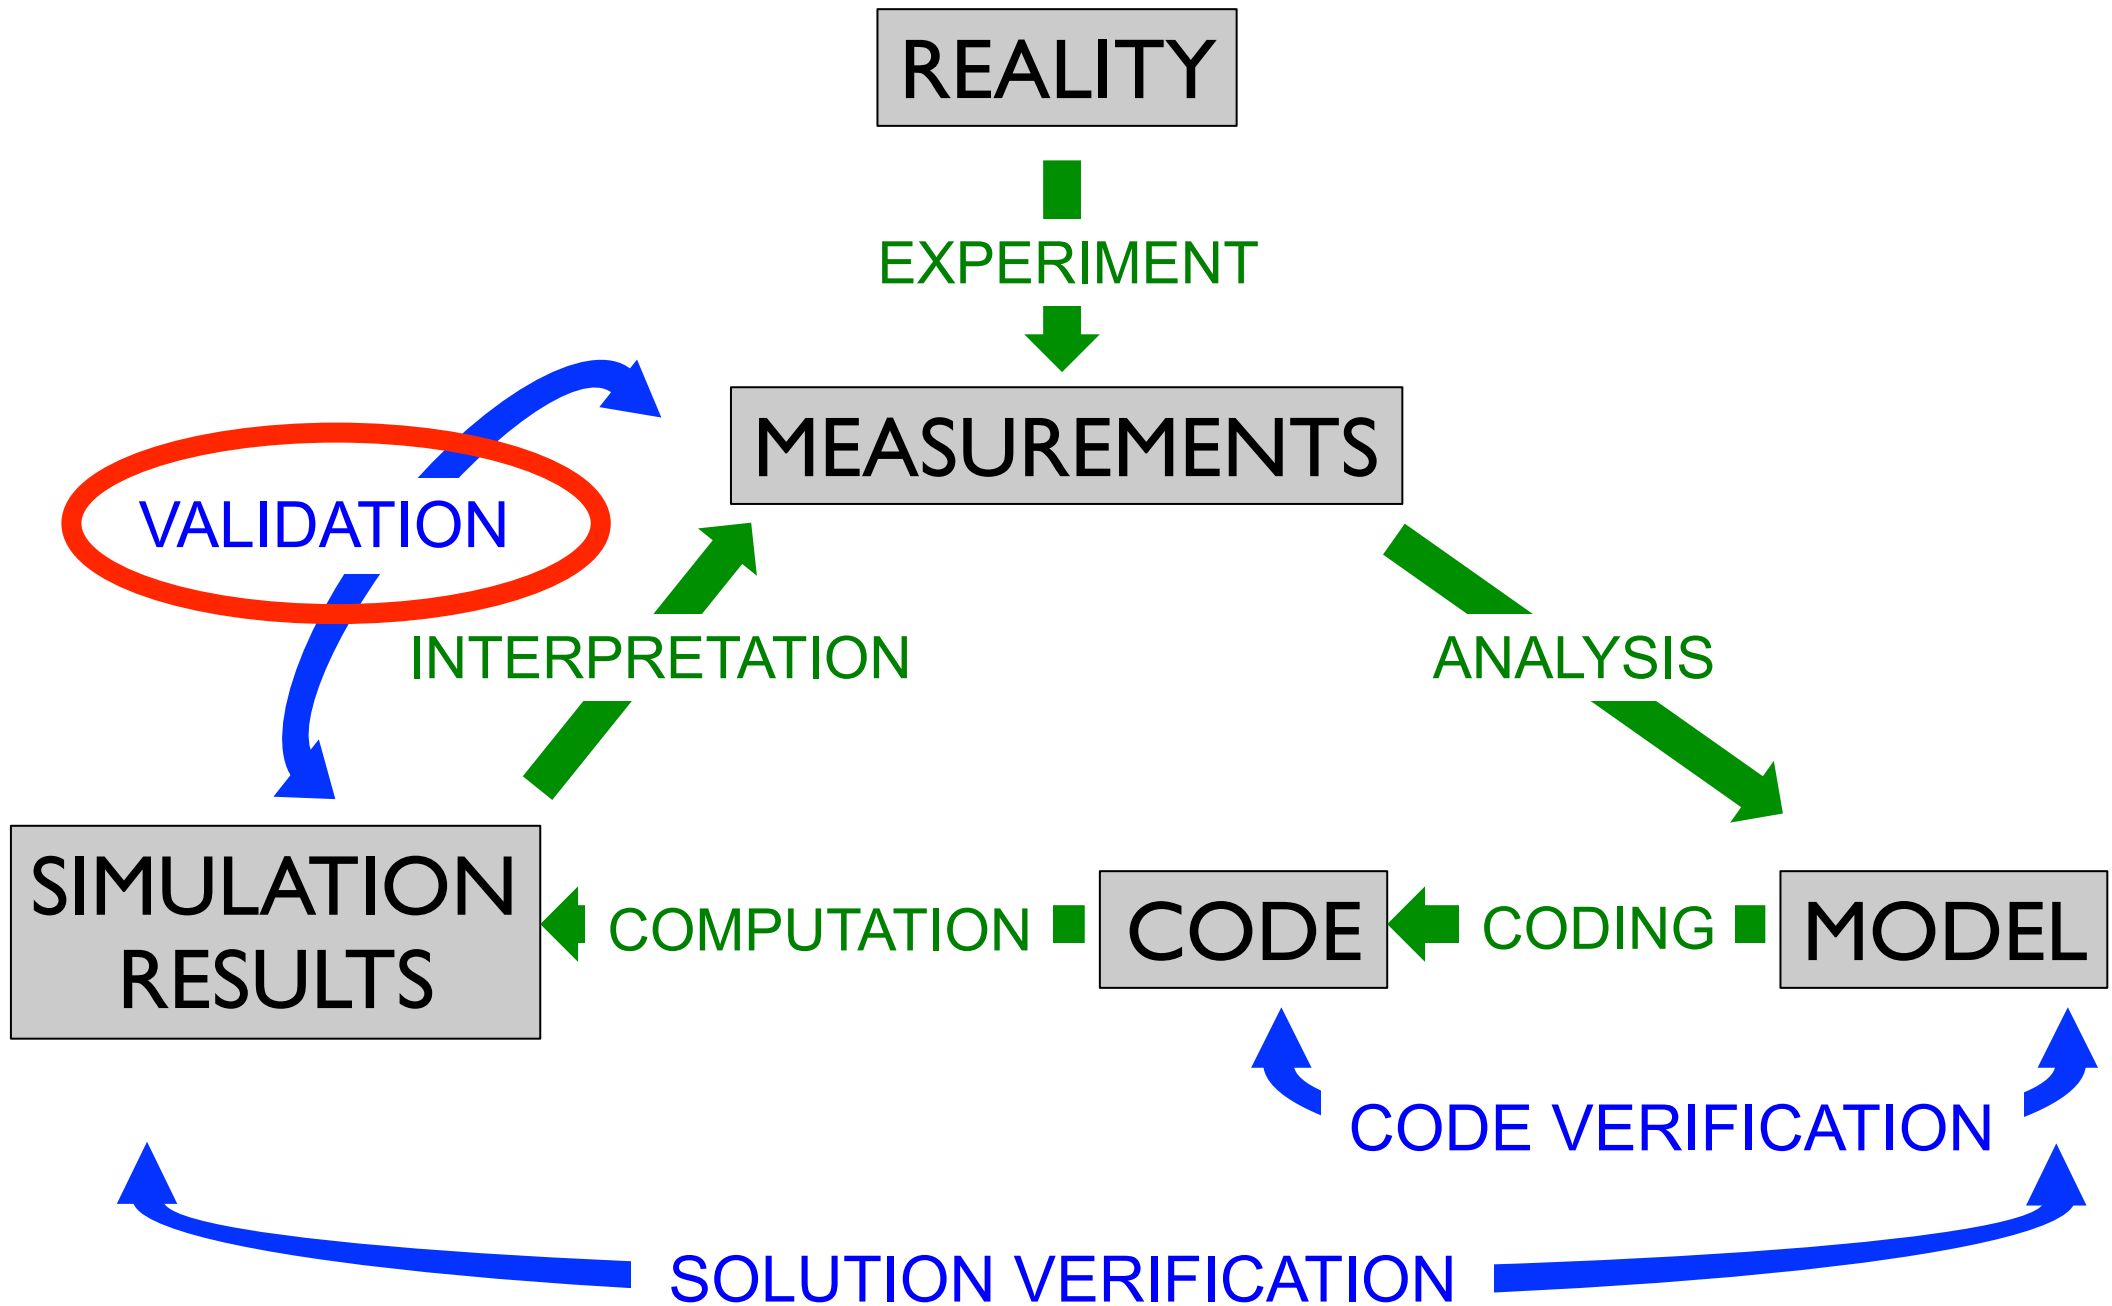 REALITY
EXPERIMENT
MEASUREMENTS
VALIDATION
INTERPRETATION
ANALYSIS
SIMULATION
RESULTS
COMPUTATION
CODE
CODING
MODEL
CODE VERIFICATION
SOLUTION VERIFICATION